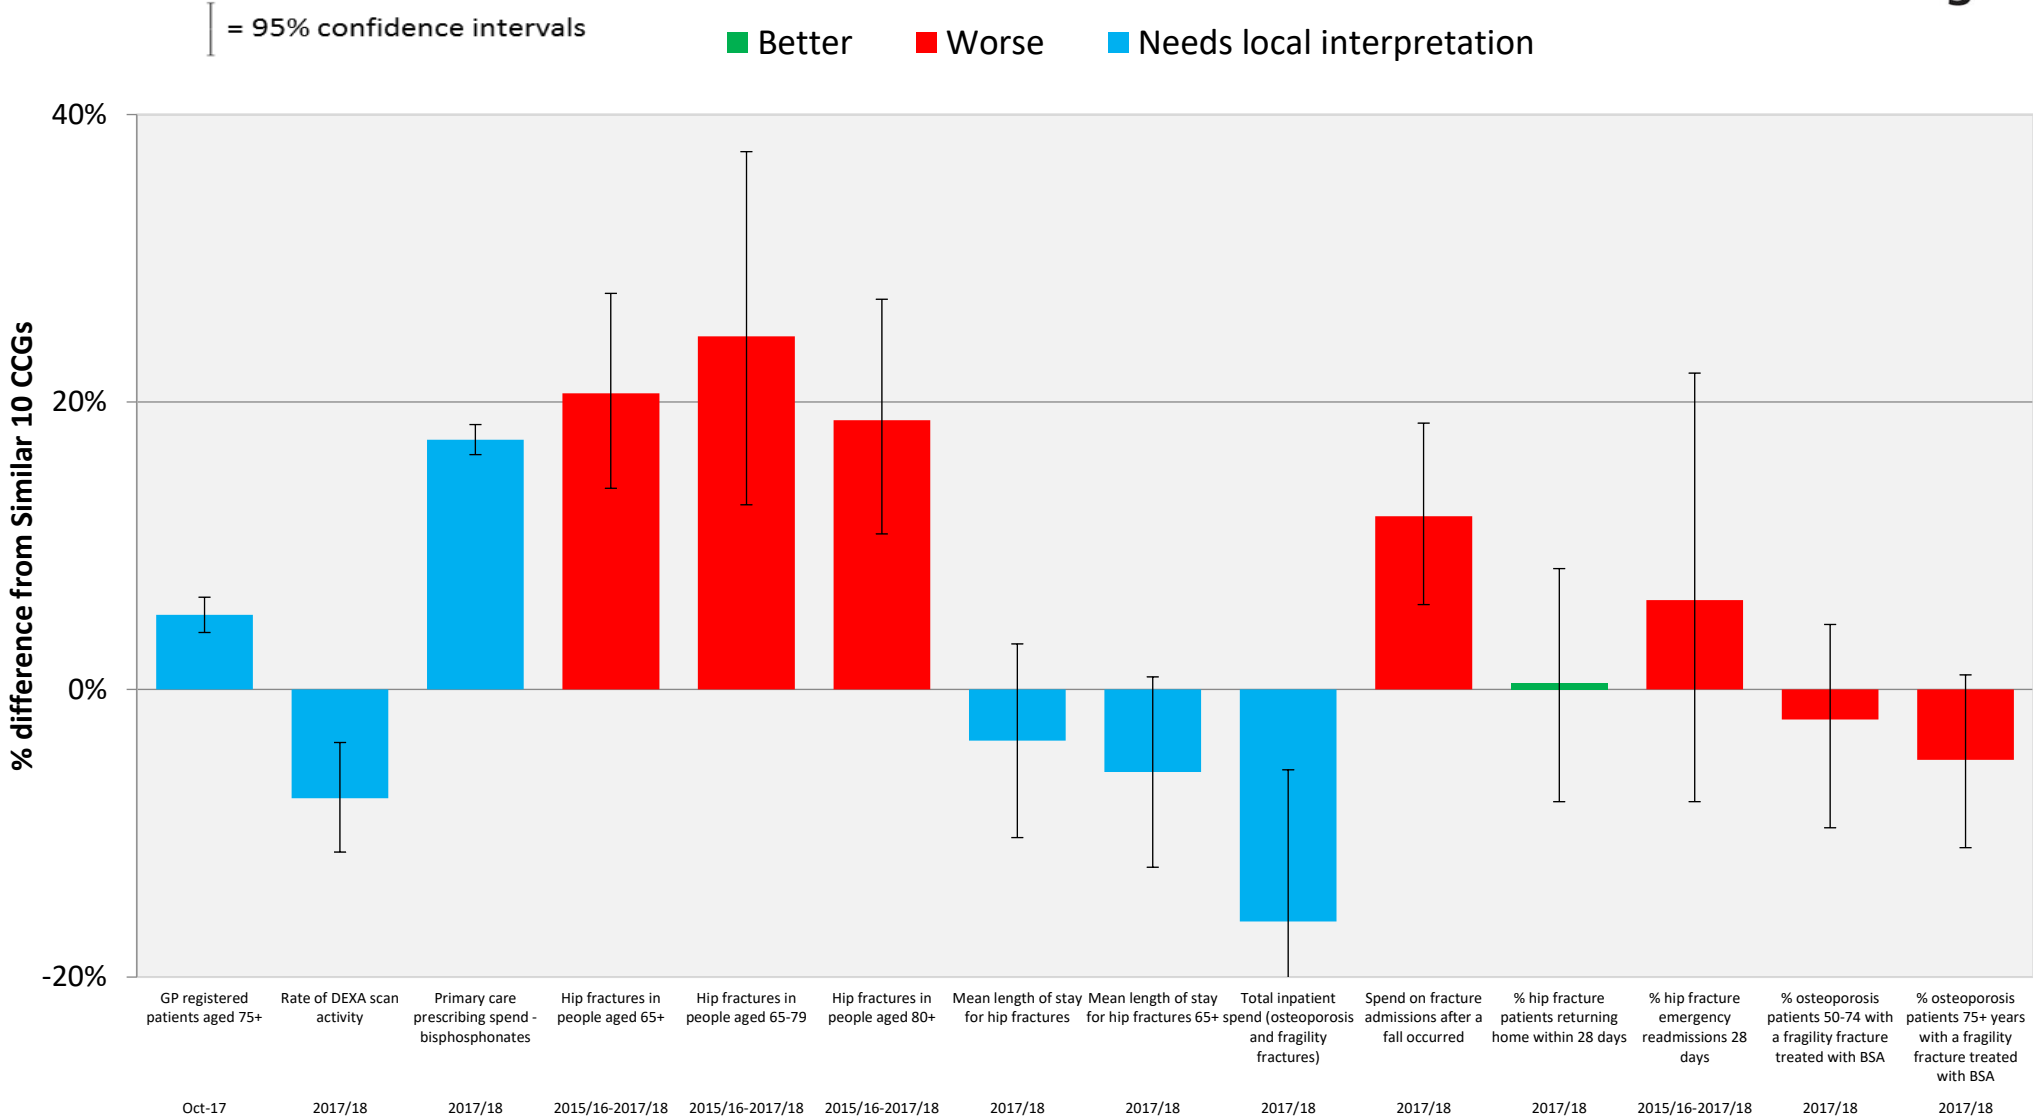 = 95% confidence intervals
Better Worse Needs local interpretation
% difference from Similar 10 CCGs
40%
20%
0%
-20%
GP registered
patients aged 75+
Oct-17
Rate of DEXA scan
activity
2017/18
Primary care
prescribing spend -
bisphosphonates
2017/18
Hip fractures in
people aged 65+
2015/16-2017/18
Hip fractures in
people aged 65-79
2015/16-2017/18
Hip fractures in
people aged 80+
2015/16-2017/18
Mean length of stay
for hip fractures
2017/18
Mean length of stay
for hip fractures 65+
2017/18
Total inpatient
spend (osteoporosis
and fragility
fractures)
2017/18
Spend on fracture
admissions after a
fall occurred
2017/18
% hip fracture
patients returning
home within 28 days
2017/18
% hip fracture
emergency
readmissions 28
days
2015/16-2017/18
% osteoporosis
patients 50-74 with
a fragility fracture
treated with BSA
2017/18
% osteoporosis
patients 75+ years
with a fragility
fracture treated
with BSA
2017/18